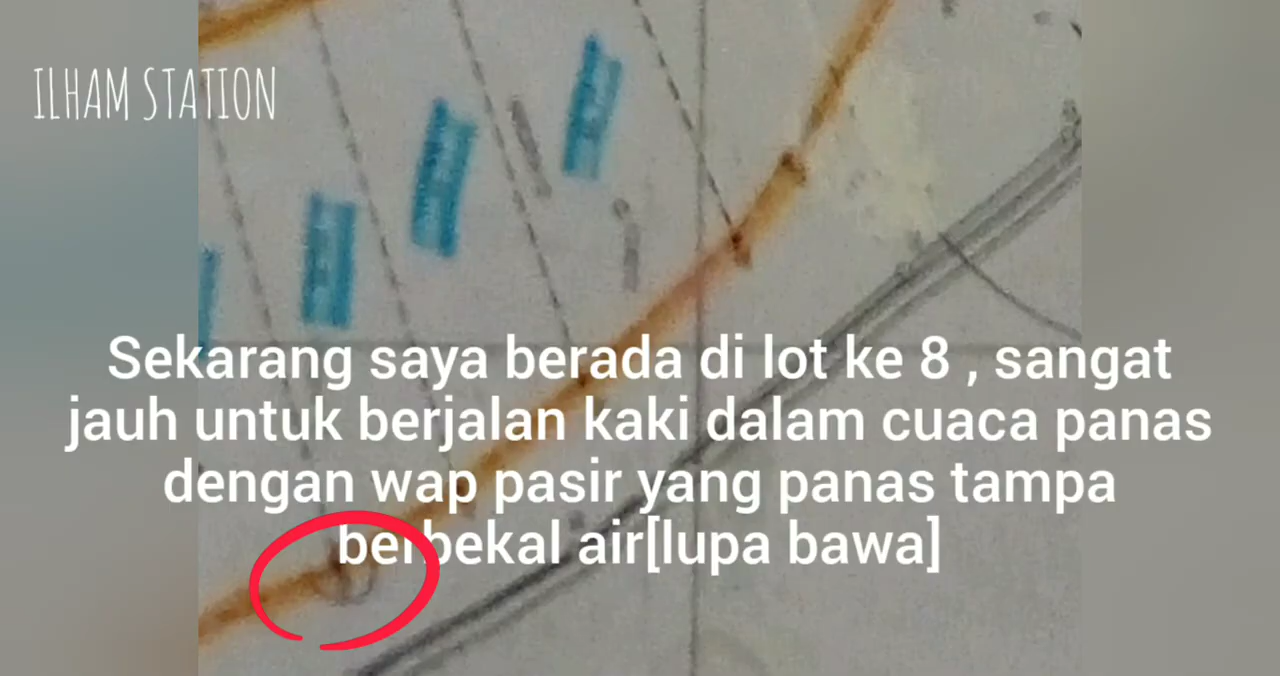 ILHAM STATION
Sekarang saya berada di lot ke 8 , sangat
jauh untuk berjalan kaki dalam cuaca panas
dengan wap pasir yang panas tampa
berbekal air[lupa bawa]